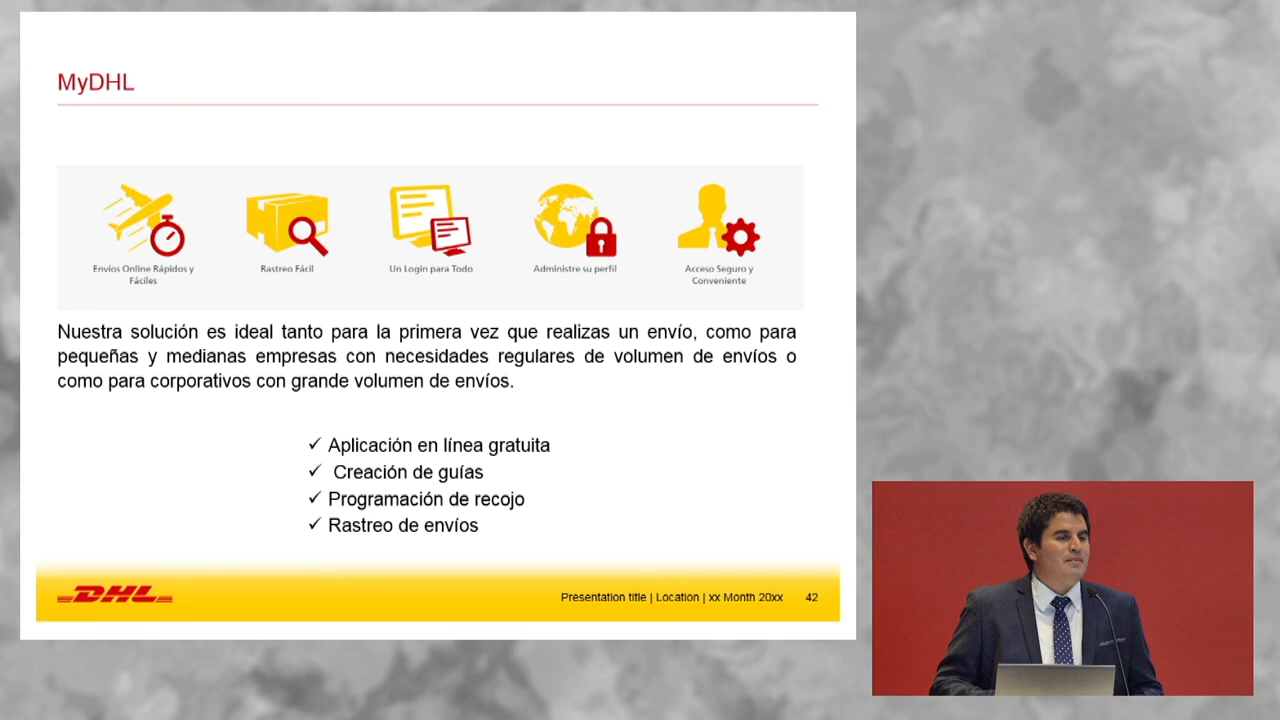 MyDHL
Envíos Online Rápidos y
Fáciles
Rastreo Fácil
Un Login para Todo
Administre su perfil
Acceso Seguro y
Conveniente
Nuestra solución es ideal tanto para la primera vez que realizas un envío, como para
pequeñas y medianas empresas con necesidades regulares de volumen de envíos o
como para corporativos con grande volumen de envíos.
✓ Aplicación en línea gratuita
✓ Creación de guías
✓ Programación de recojo
✓ Rastreo de envíos
DHL
Presentation title | Location | xx Month 20xx 42